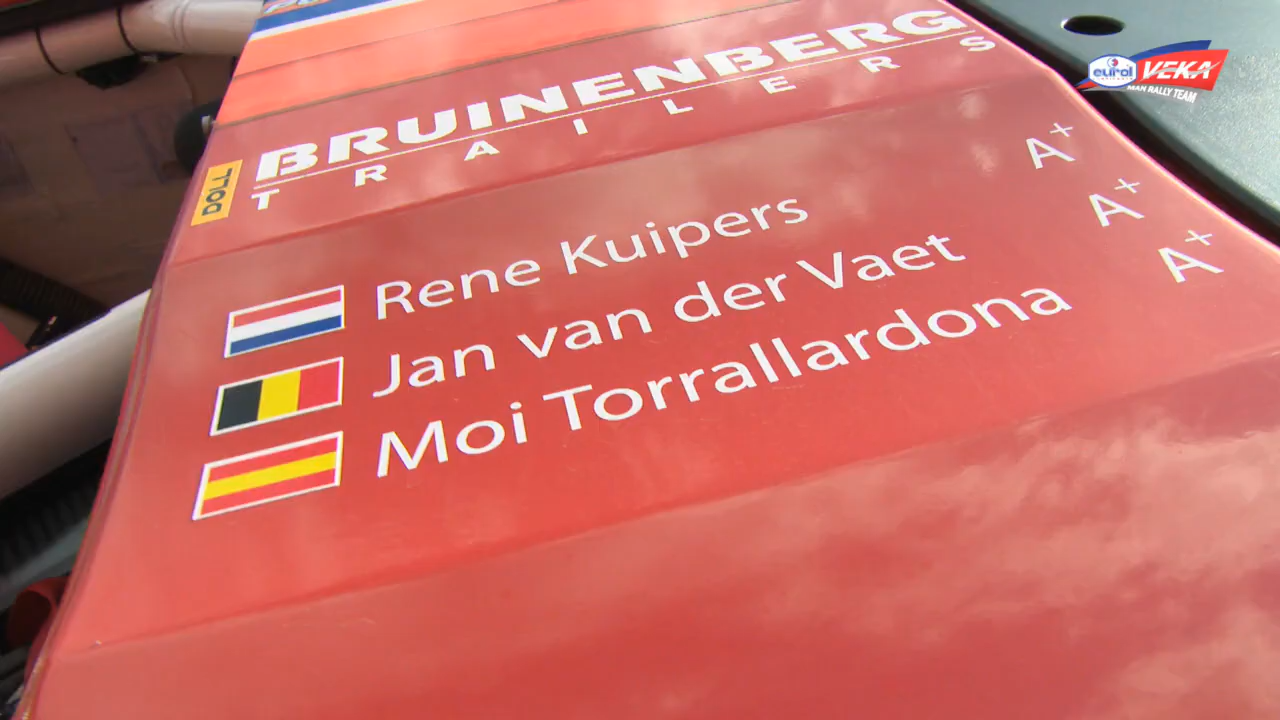 BRUINENBERG
TRAILERS
DOLL
Rene Kuipers A+
Jan van der Vaet A+
Moi Torrallardona A+
eurol VEKA
MAN RALLY TEAM